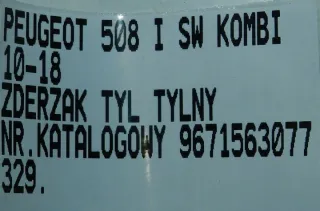 PEUGEOT 508 I SW KOMBI
10-18
ZDERZAK TYL TYLNY
NR.KATALOGOWY 9671563077
329.